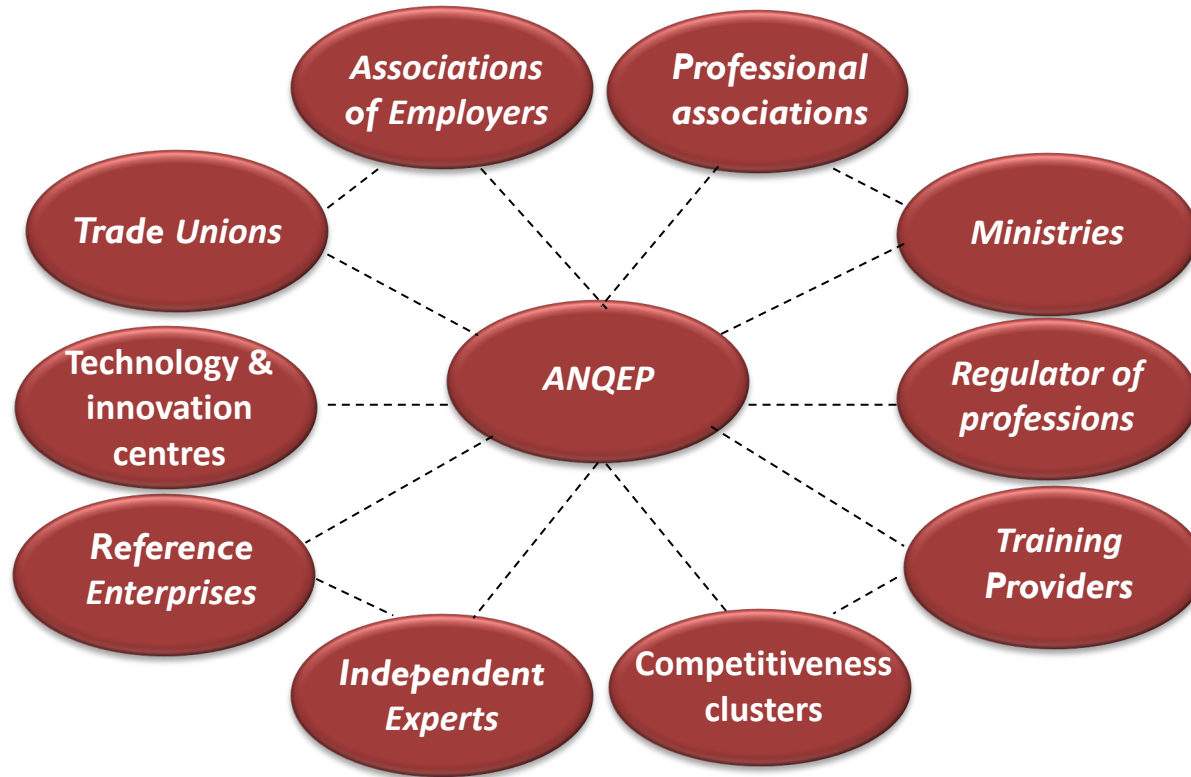 Associations
of Employers
Professional
associations
Trade Unions
Ministries
ANQEP
Technology &
innovation
centres
Regulator of
professions
Reference
Enterprises
Training
Providers
Independent
Experts
Competitiveness
clusters